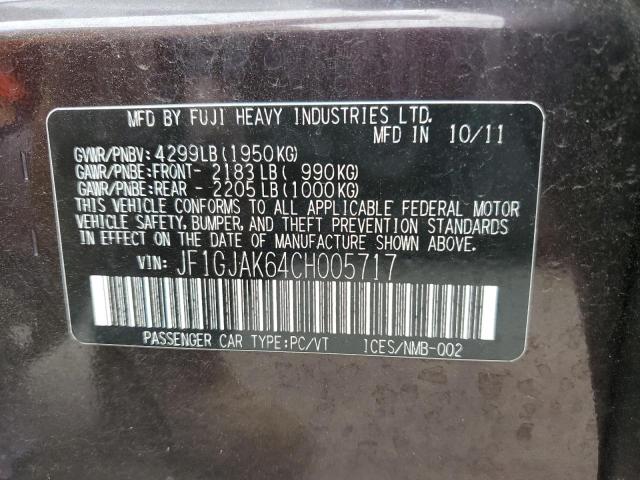 MFD BY FUJI HEAVY INDUSTRIES LTD.
MFD IN 10/11
GVWR/PNBV: 4299LB(1950KG)
GAWR/PNBE:FRONT- 2183LB( 990KG)
GAWR/PNBE:REAR - 2205LB(1000KG)
THIS VEHICLE CONFORMS TO ALL APPLICABLE FEDERAL MOTOR
VEHICLE SAFETY, BUMPER, AND THEFT PREVENTION STANDARDS
IN EFFECT ON THE DATE OF MANUFACTURE SHOWN ABOVE.
VIN: JF1GJAK64CH005717
PASSENGER CAR TYPE:PC/VT ICES/NMB-002